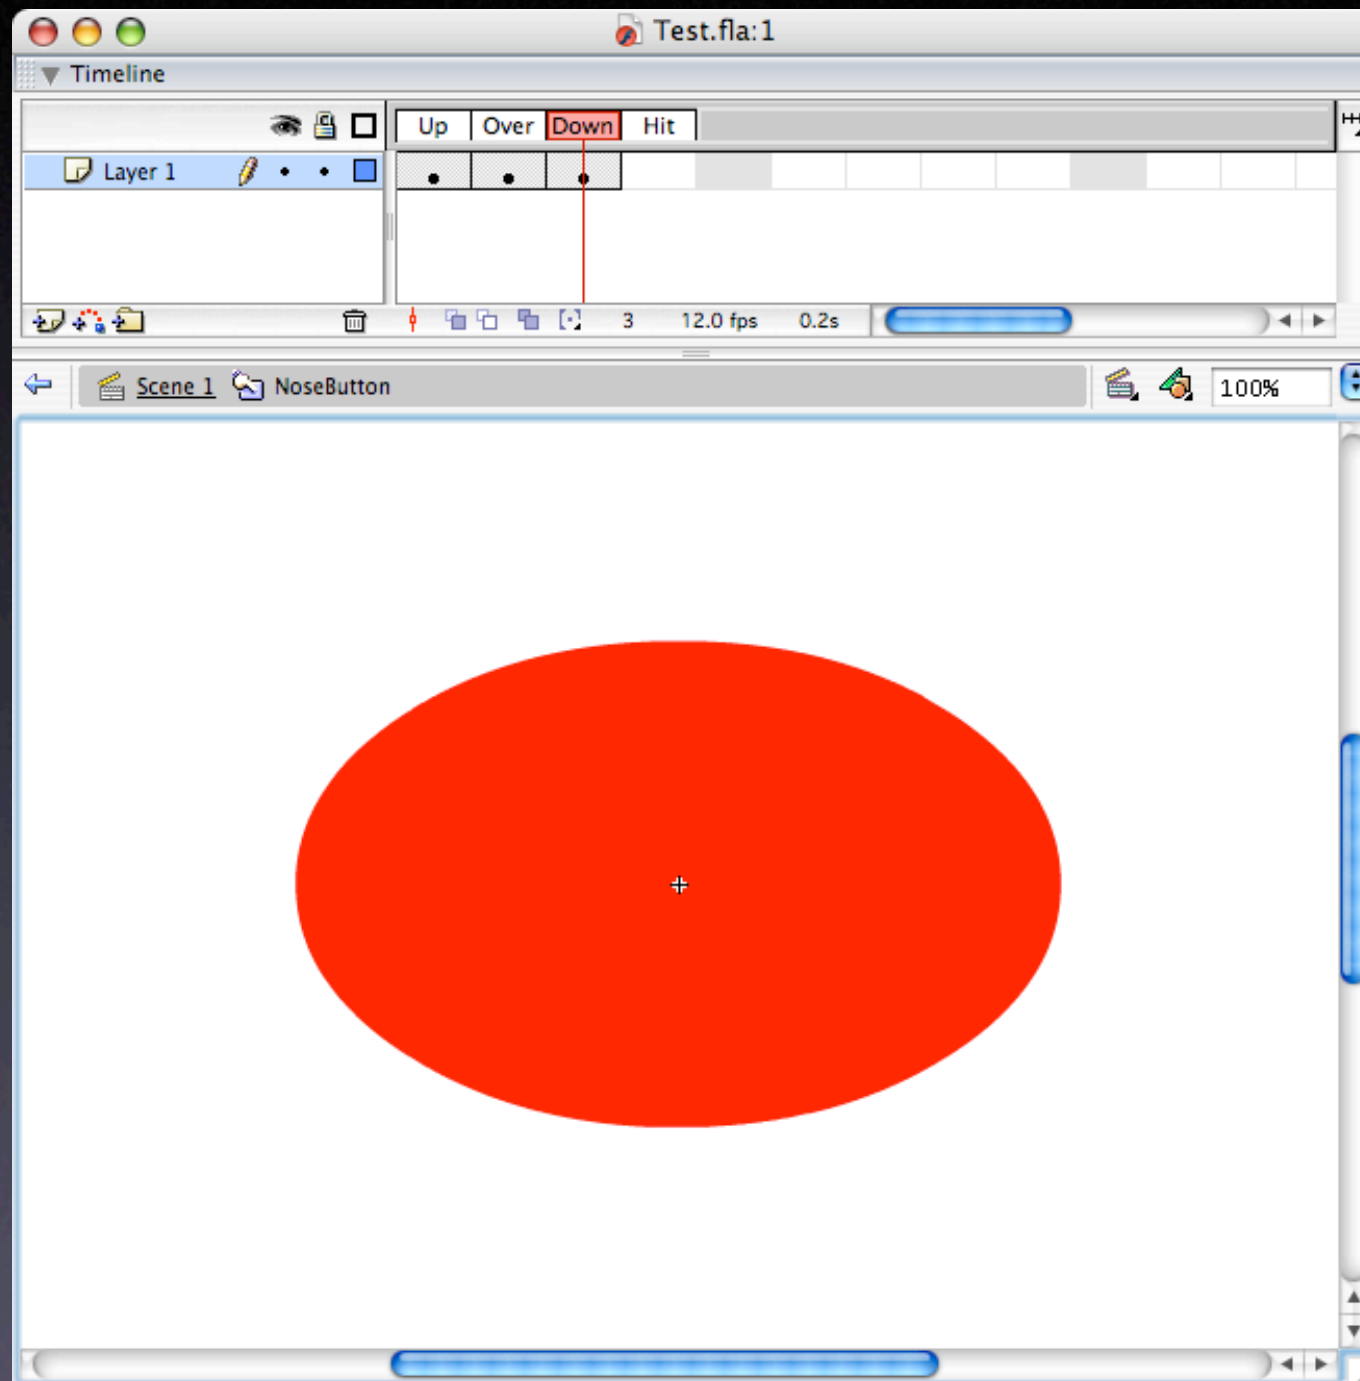 Test.fla:1
Timeline
Up Over Down Hit
Layer 1
3 12.0 fps 0.2s
Scene 1 NoseButton 100%